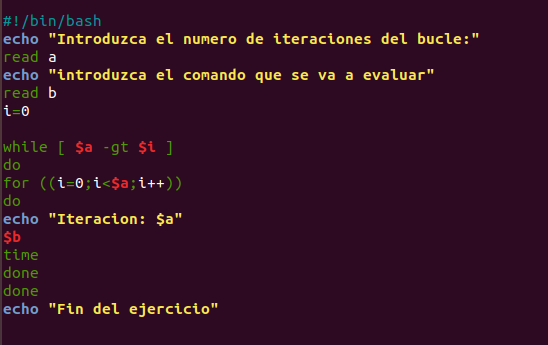 #!/bin/bash
echo "Introduzca el numero de iteraciones del bucle:"
read a
echo "introduzca el comando que se va a evaluar"
read b
i=0
while [ $a -gt $i ]
do
for ((i=0;i<$a;i++))
do
echo "Iteracion: $a"
$b
time
done
done
echo "Fin del ejercicio"